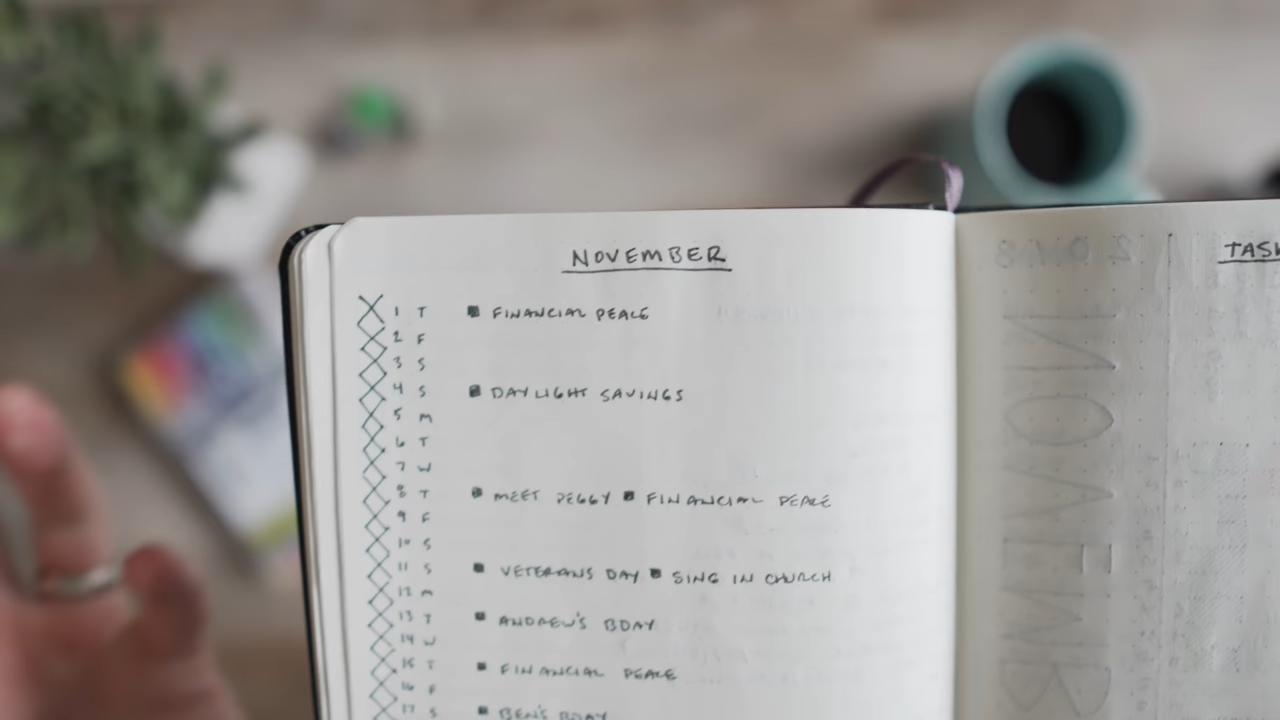 NOVEMBER
1 T ■ FINANCIAL PEACE
2 F
3 S
4 S ■ DAYLIGHT SAVINGS
5 M
6 T
7 W
8 T ■ MEET PEGGY ■ FINANCIAL PEACE
9 F
10 S
11 S ■ VETERANS DAY ■ SING IN CHURCH
12 M
13 T ■ ANDREW'S BDAY
14 W
15 T ■ FINANCIAL PEACE
16 F
17 S ■ BEN'S BDAY
TASK